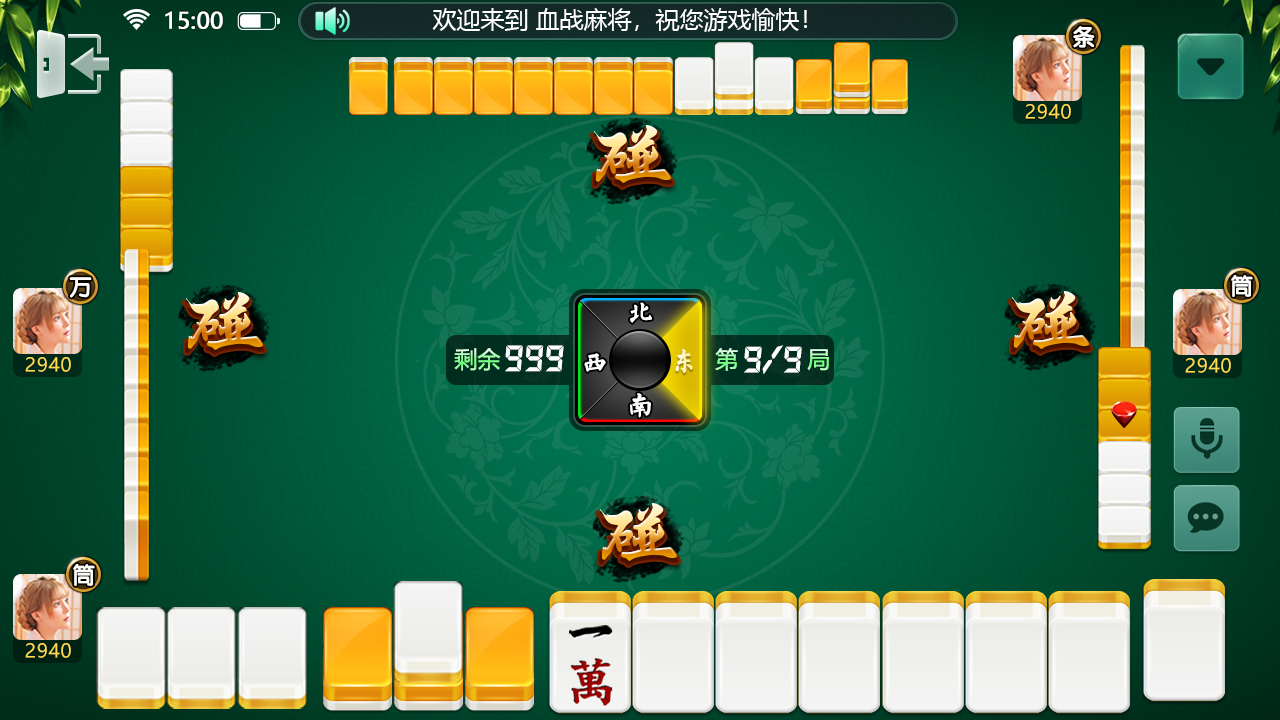 15:00
欢迎来到 血战麻将，祝您游戏愉快！
条
2940
碰
万
2940
碰
碰
筒
2940
北
剩余999
西
东
第9/9局
南
碰
筒
2940
一
萬